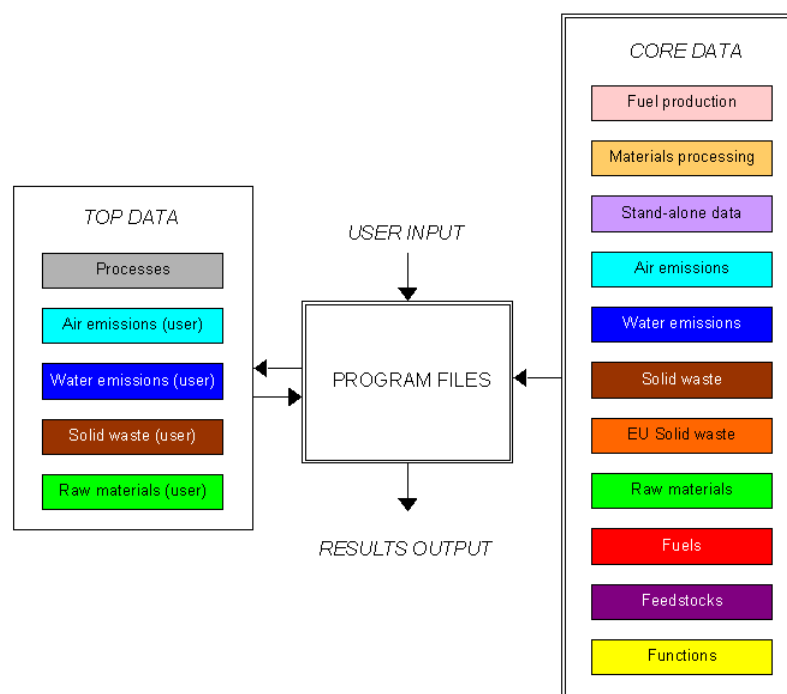 TOP DATA
Processes
Air emissions (user)
Water emissions (user)
Solid waste (user)
Raw materials (user)
USER INPUT
PROGRAM FILES
RESULTS OUTPUT
CORE DATA
Fuel production
Materials processing
Stand-alone data
Air emissions
Water emissions
Solid waste
EU Solid waste
Raw materials
Fuels
Feedstocks
Functions